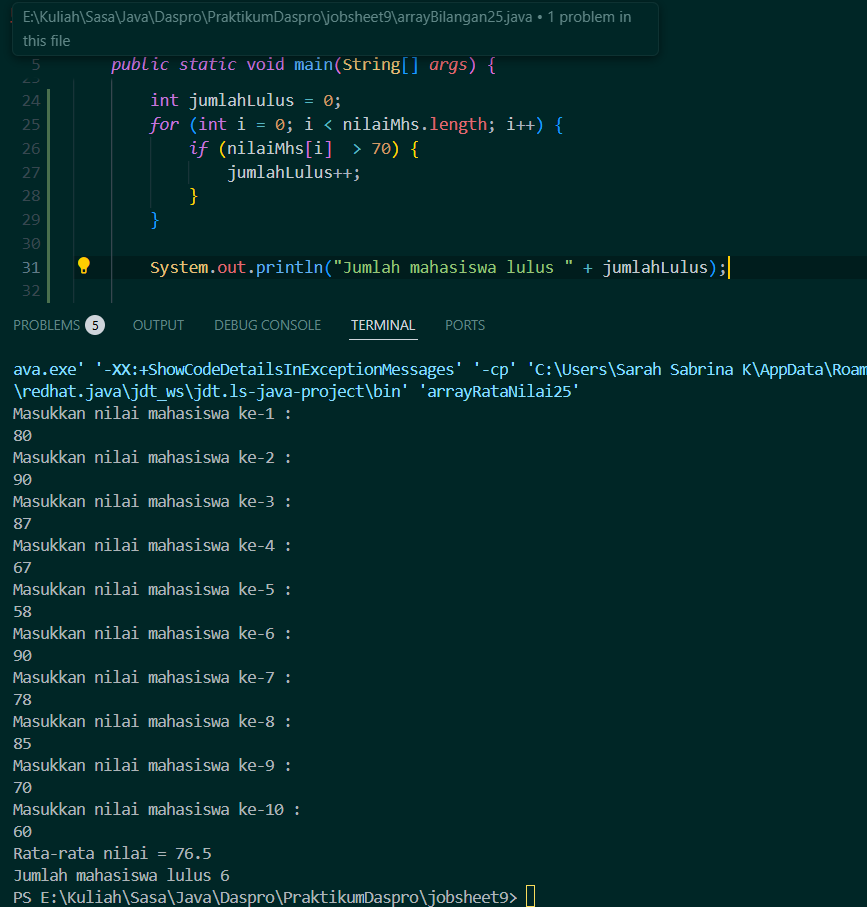 E:\Kuliah\Sasa\Java\Daspro\PraktikumDaspro\jobsheet9\arrayBilangan25.java • 1 problem in
this file
5 public static void main(String[] args) {
23
24 int jumlahLulus = 0;
25 for (int i = 0; i < nilaiMhs.length; i++) {
26 if (nilaiMhs[i]  > 70) {
27 jumlahLulus++;
28 }
29 }
30
31 System.out.println("Jumlah mahasiswa lulus " + jumlahLulus);
32
PROBLEMS 5 OUTPUT DEBUG CONSOLE TERMINAL PORTS
ava.exe' '-XX:+ShowCodeDetailsInExceptionMessages' '-cp' 'C:\Users\Sarah Sabrina K\AppData\Roam
\redhat.java\jdt_ws\jdt.ls-java-project\bin' 'arrayRataNilai25'
Masukkan nilai mahasiswa ke-1 :
80
Masukkan nilai mahasiswa ke-2 :
90
Masukkan nilai mahasiswa ke-3 :
87
Masukkan nilai mahasiswa ke-4 :
67
Masukkan nilai mahasiswa ke-5 :
58
Masukkan nilai mahasiswa ke-6 :
90
Masukkan nilai mahasiswa ke-7 :
78
Masukkan nilai mahasiswa ke-8 :
85
Masukkan nilai mahasiswa ke-9 :
70
Masukkan nilai mahasiswa ke-10 :
60
Rata-rata nilai = 76.5
Jumlah mahasiswa lulus 6
PS E:\Kuliah\Sasa\Java\Daspro\PraktikumDaspro\jobsheet9>